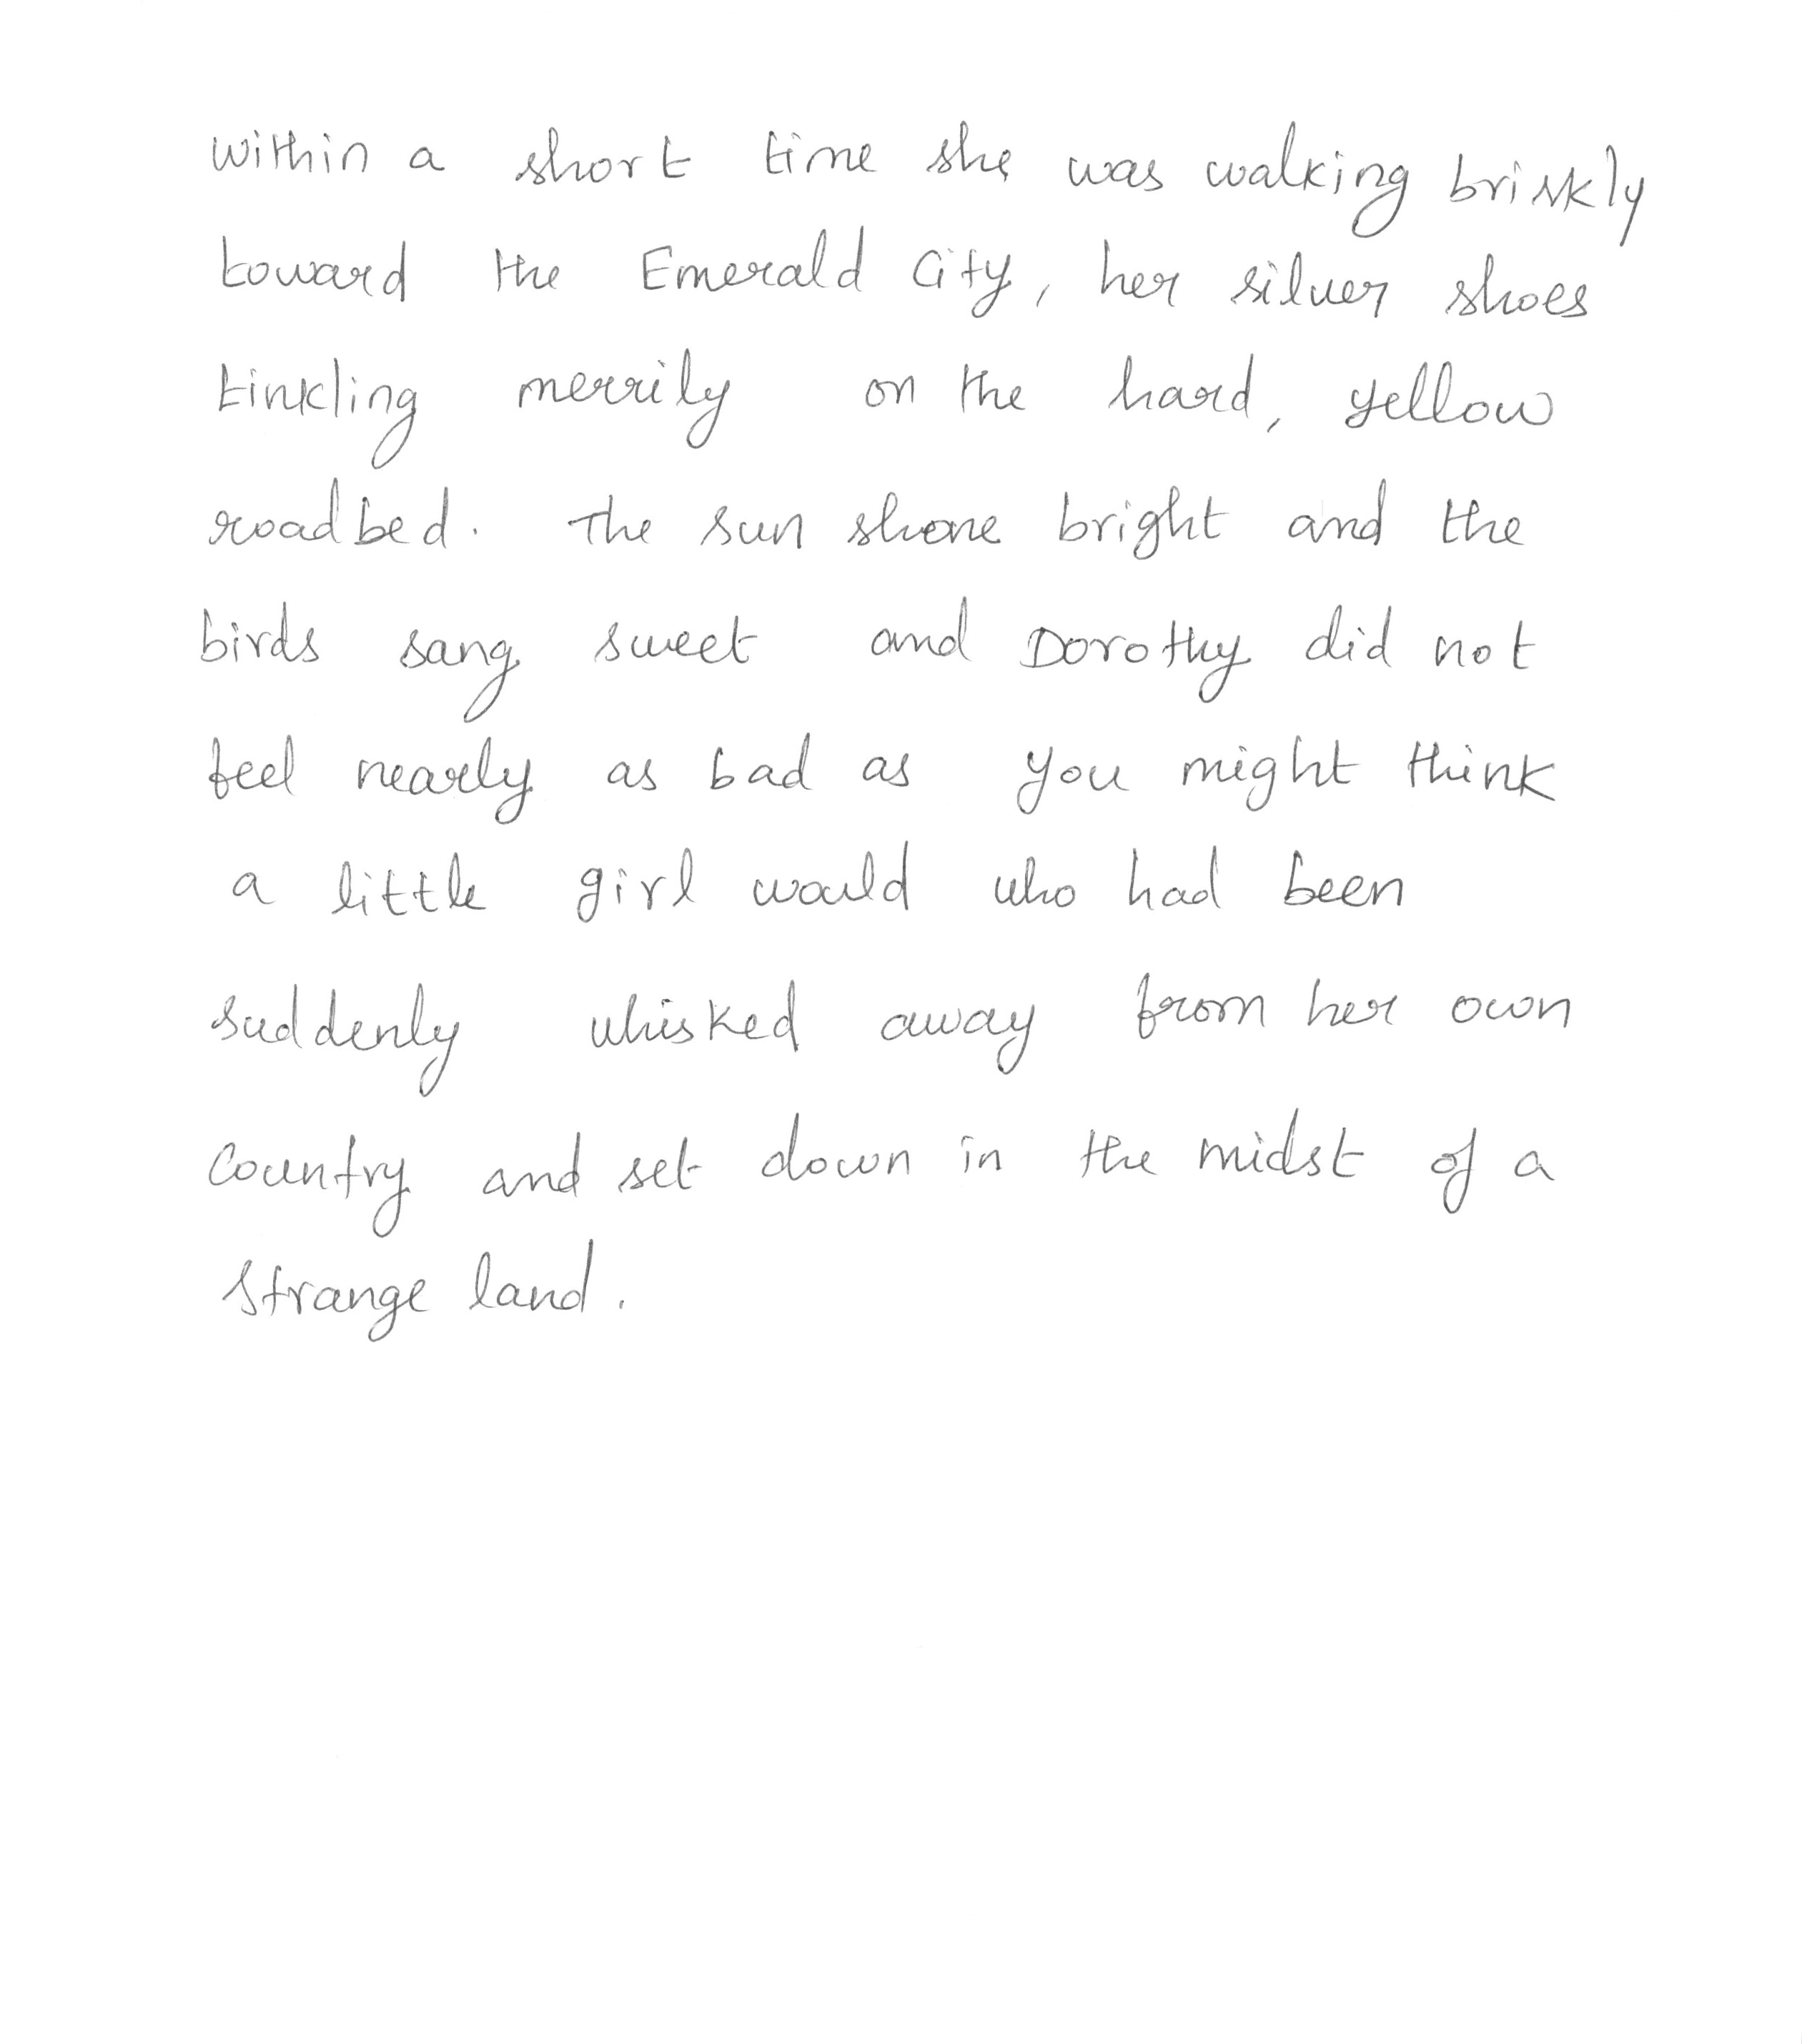 within a short time she was walking briskly
toward the Emerald City, her silver shoes
tinkling merrily on the hard, yellow
roadbed. The sun shone bright and the
birds sang sweet and Dorothy did not
feel nearly as bad as you might think
a little girl would who had been
suddenly whisked away from her own
country and set down in the midst of a
strange land.